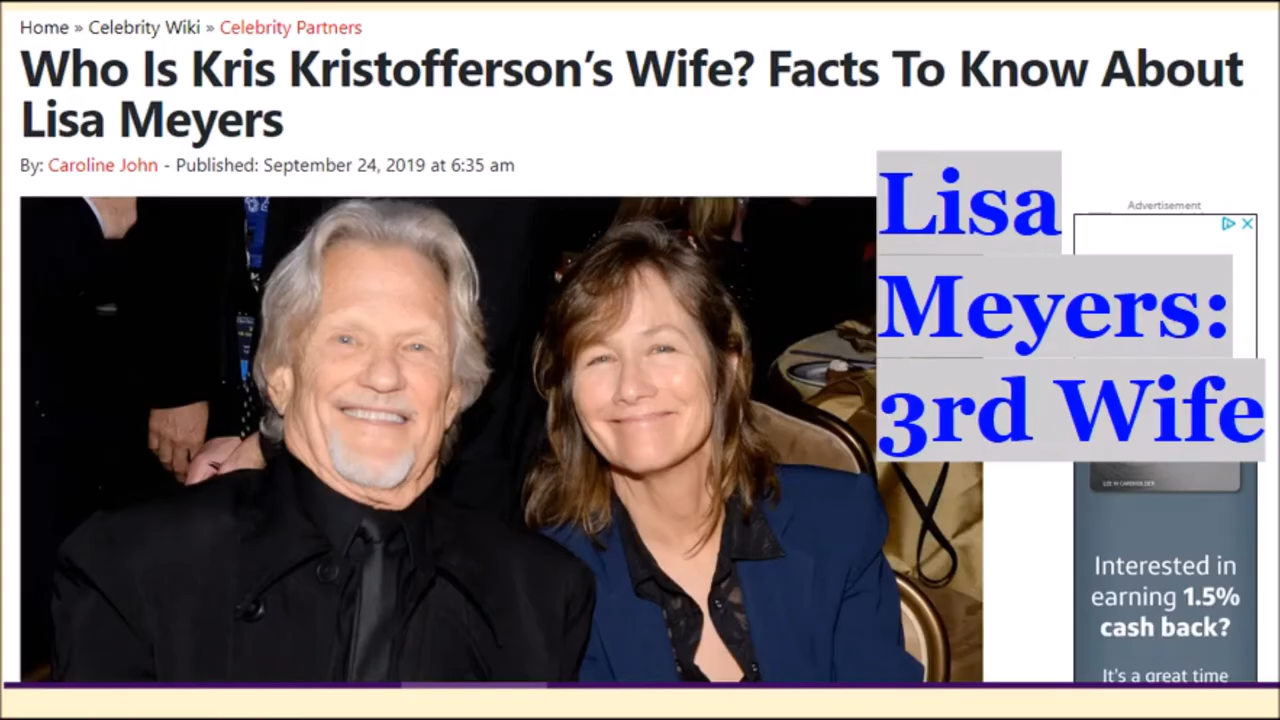 Home » Celebrity Wiki » Celebrity Partners
Who Is Kris Kristofferson’s Wife? Facts To Know About
Lisa Meyers
By: Caroline John - Published: September 24, 2019 at 6:35 am
Lisa
Meyers:
3rd Wife
Advertisement
LEE M CARDHOLDER
Interested in
earning 1.5%
cash back?
It's a great time